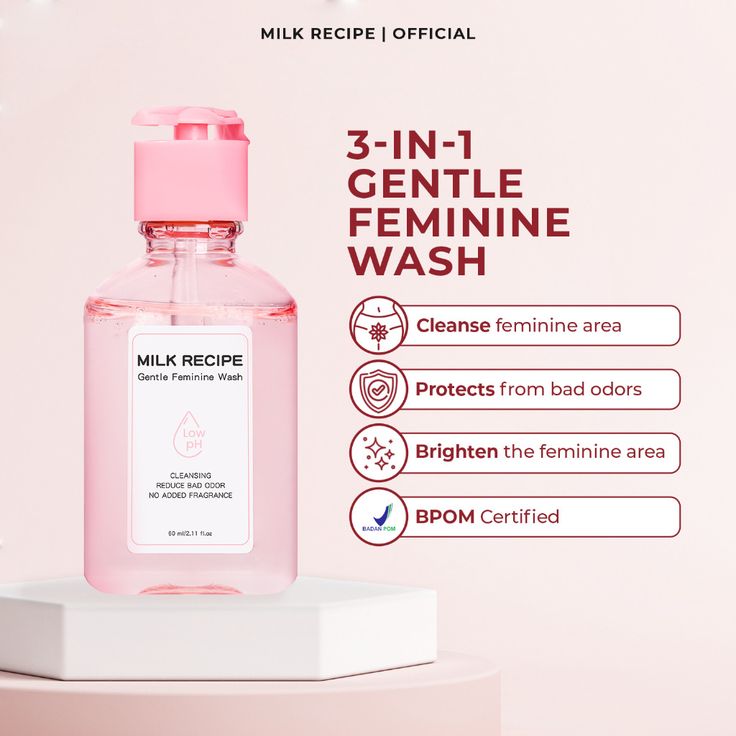 MILK RECIPE | OFFICIAL
3-IN-1
GENTLE
FEMININE
WASH
Cleanse feminine area
Protects from bad odors
Brighten the feminine area
BADAN POM
BPOM Certified
MILK RECIPE
Gentle Feminine Wash
Low
pH
CLEANSING
REDUCE BAD ODOR
NO ADDED FRAGRANCE
60 ml/2.11 fl.oz